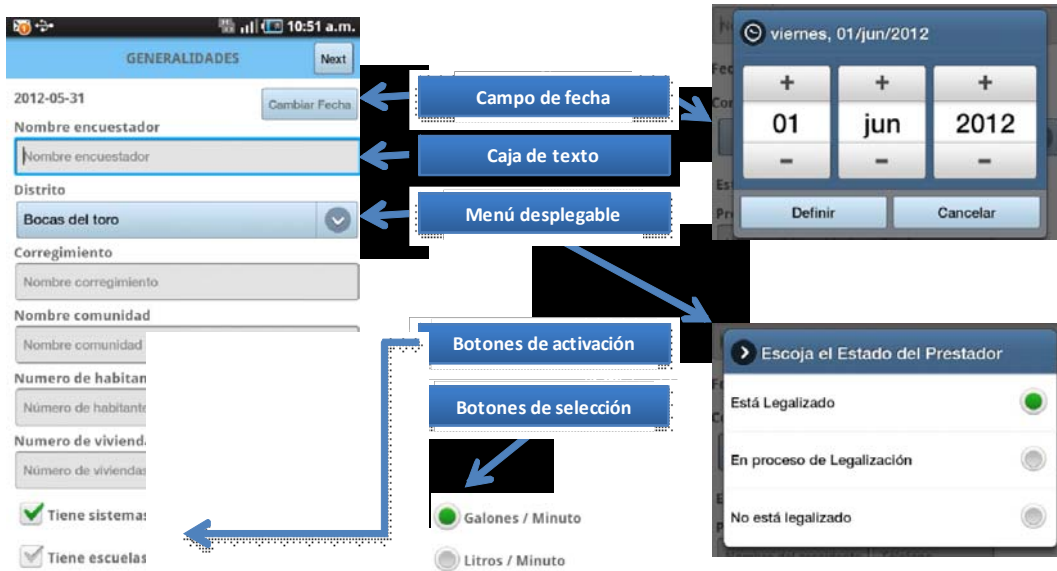 10:51 a.m.
GENERALIDADES
Next
2012-05-31
Cambiar Fecha
Nombre encuestador
Nombre encuestador
Distrito
Bocas del toro
Corregimiento
Nombre corregimiento
Nombre comunidad
Nombre comunidad
Numero de habitan
Número de habitante
Numero de viviend
Número de viviendas
Tiene sistemas
Tiene escuelas
Campo de fecha
Caja de texto
Menú desplegable
Botones de activación
Botones de selección
Galones / Minuto
Litros / Minuto
viernes, 01/jun/2012
+ + +
01 jun 2012
− − −
Definir Cancelar
Escoja el Estado del Prestador
Está Legalizado
En proceso de Legalización
No está legalizado